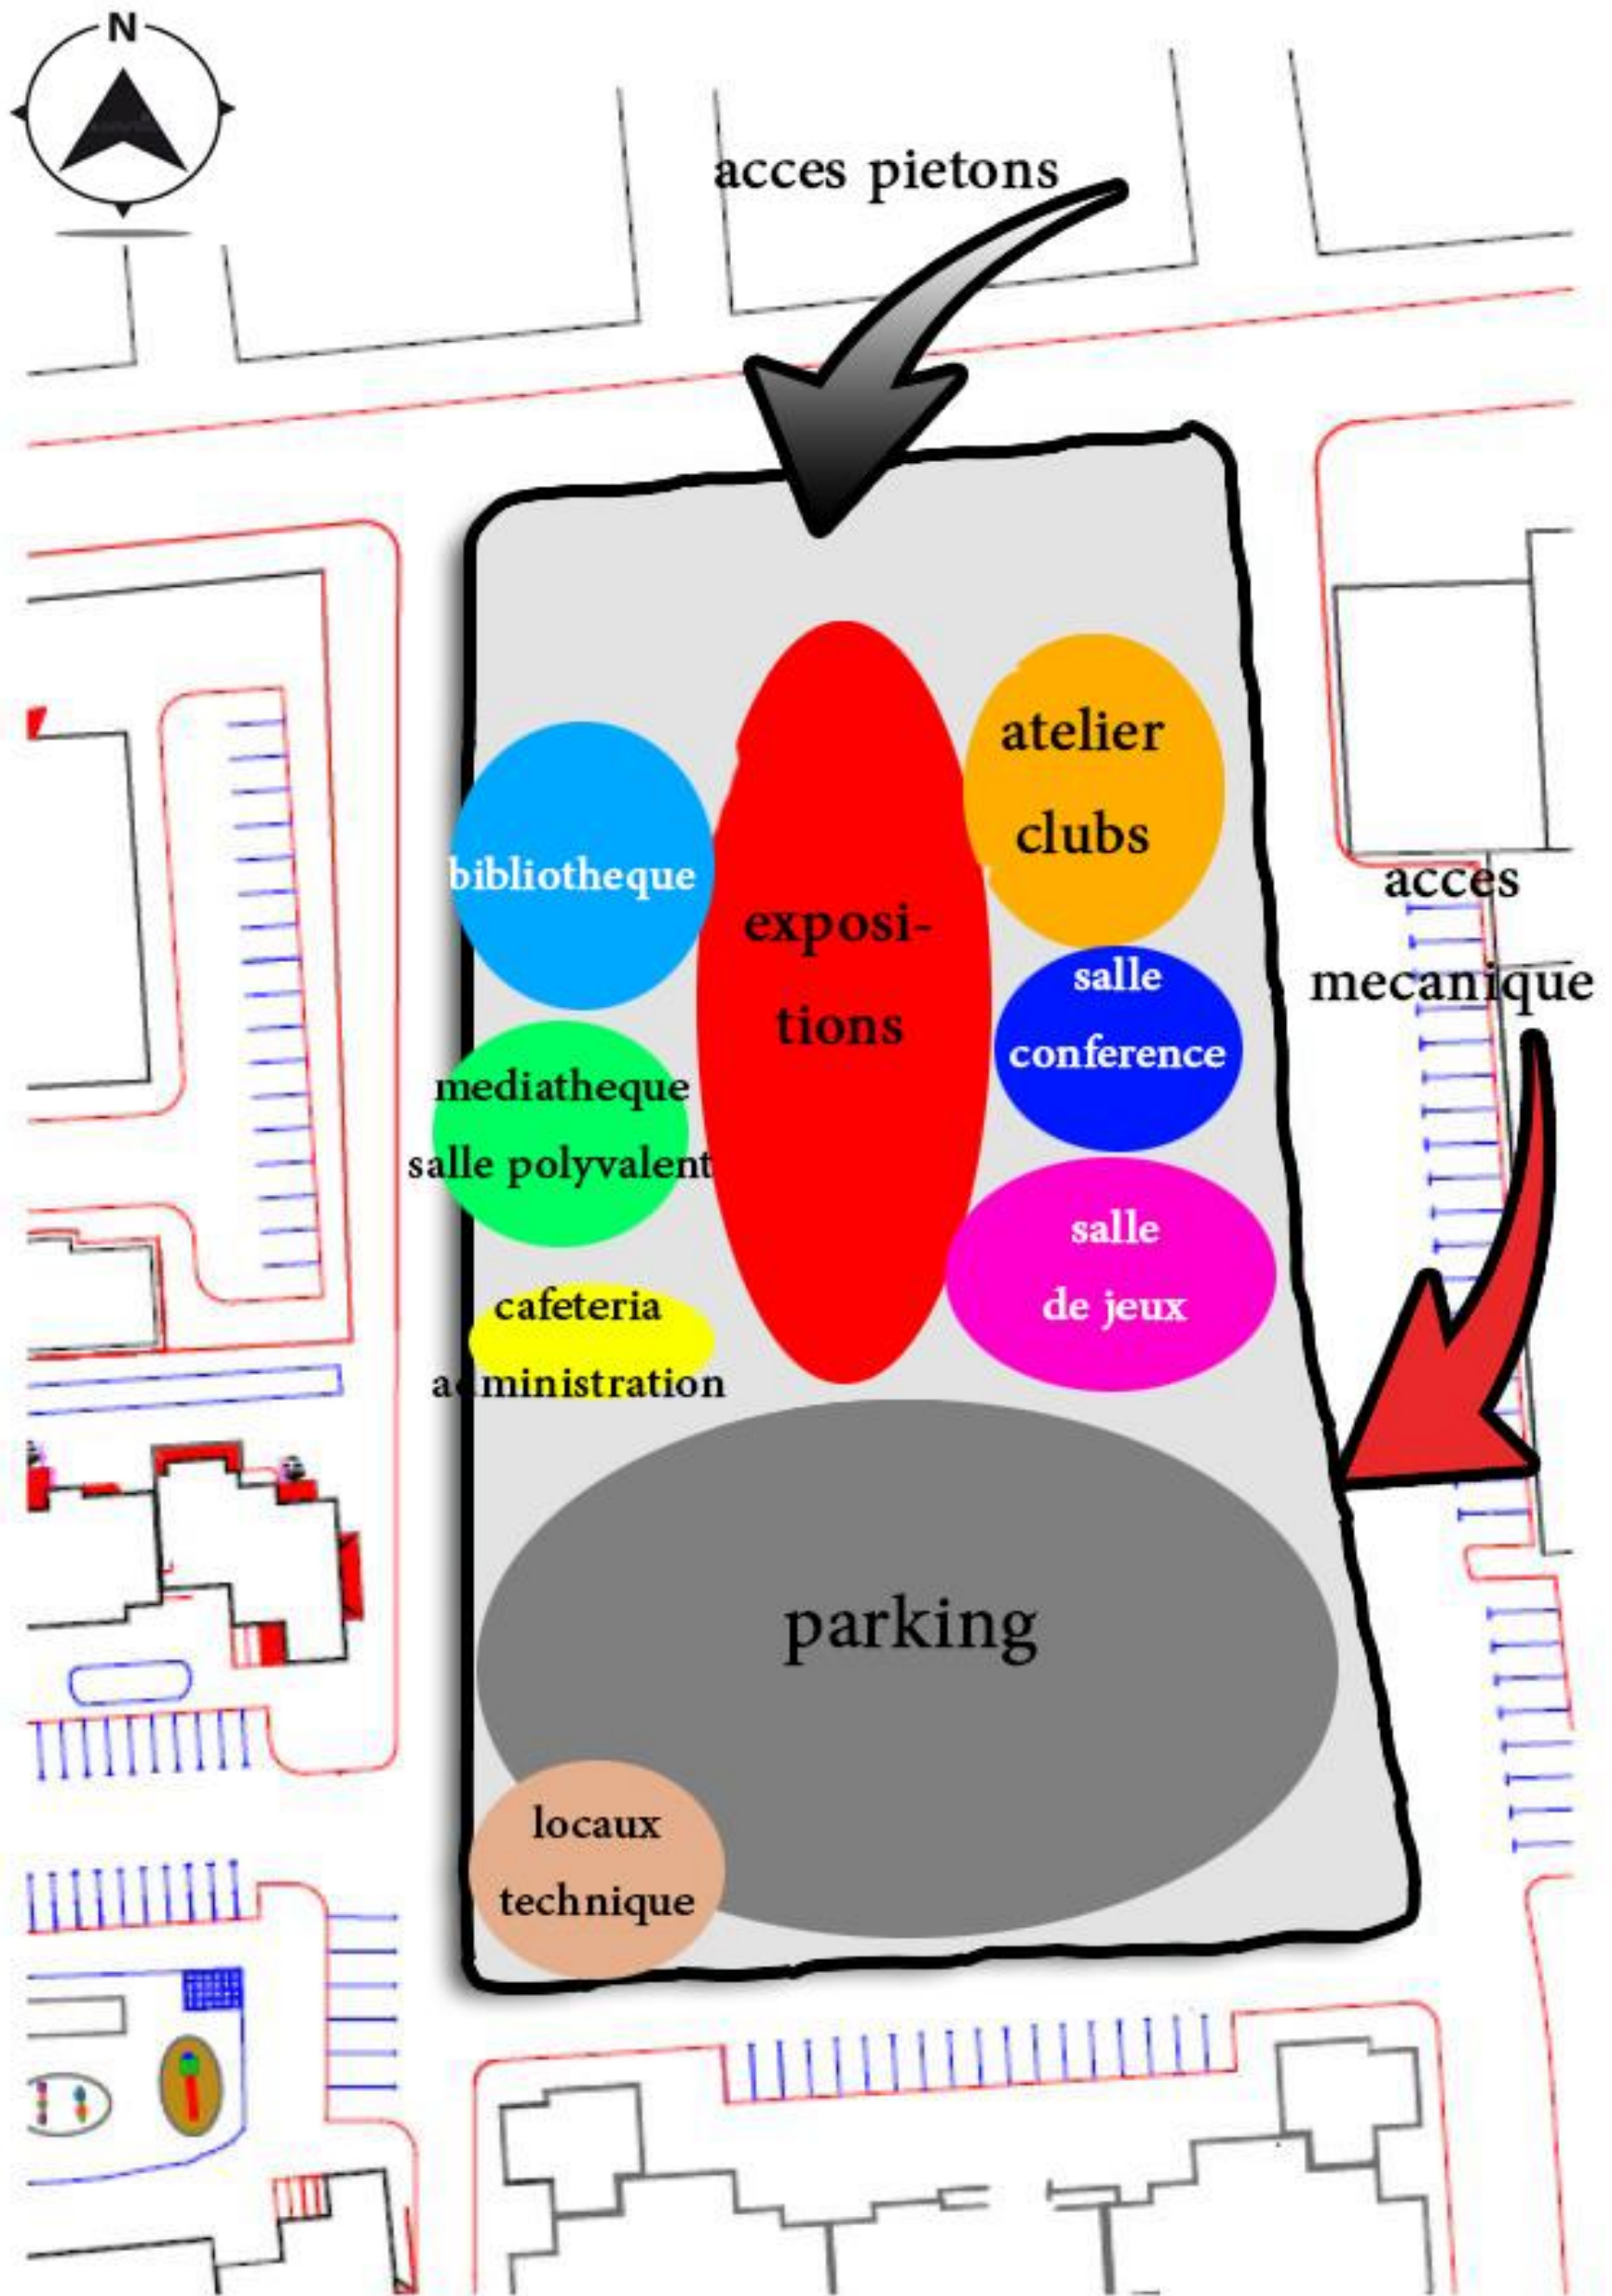 N
acces pietons
atelier
clubs
bibliotheque
exposi-
tions
acces
mecanique
salle
conference
mediatheque
salle polyvalent
salle
de jeux
cafeteria
administration
parking
locaux
technique